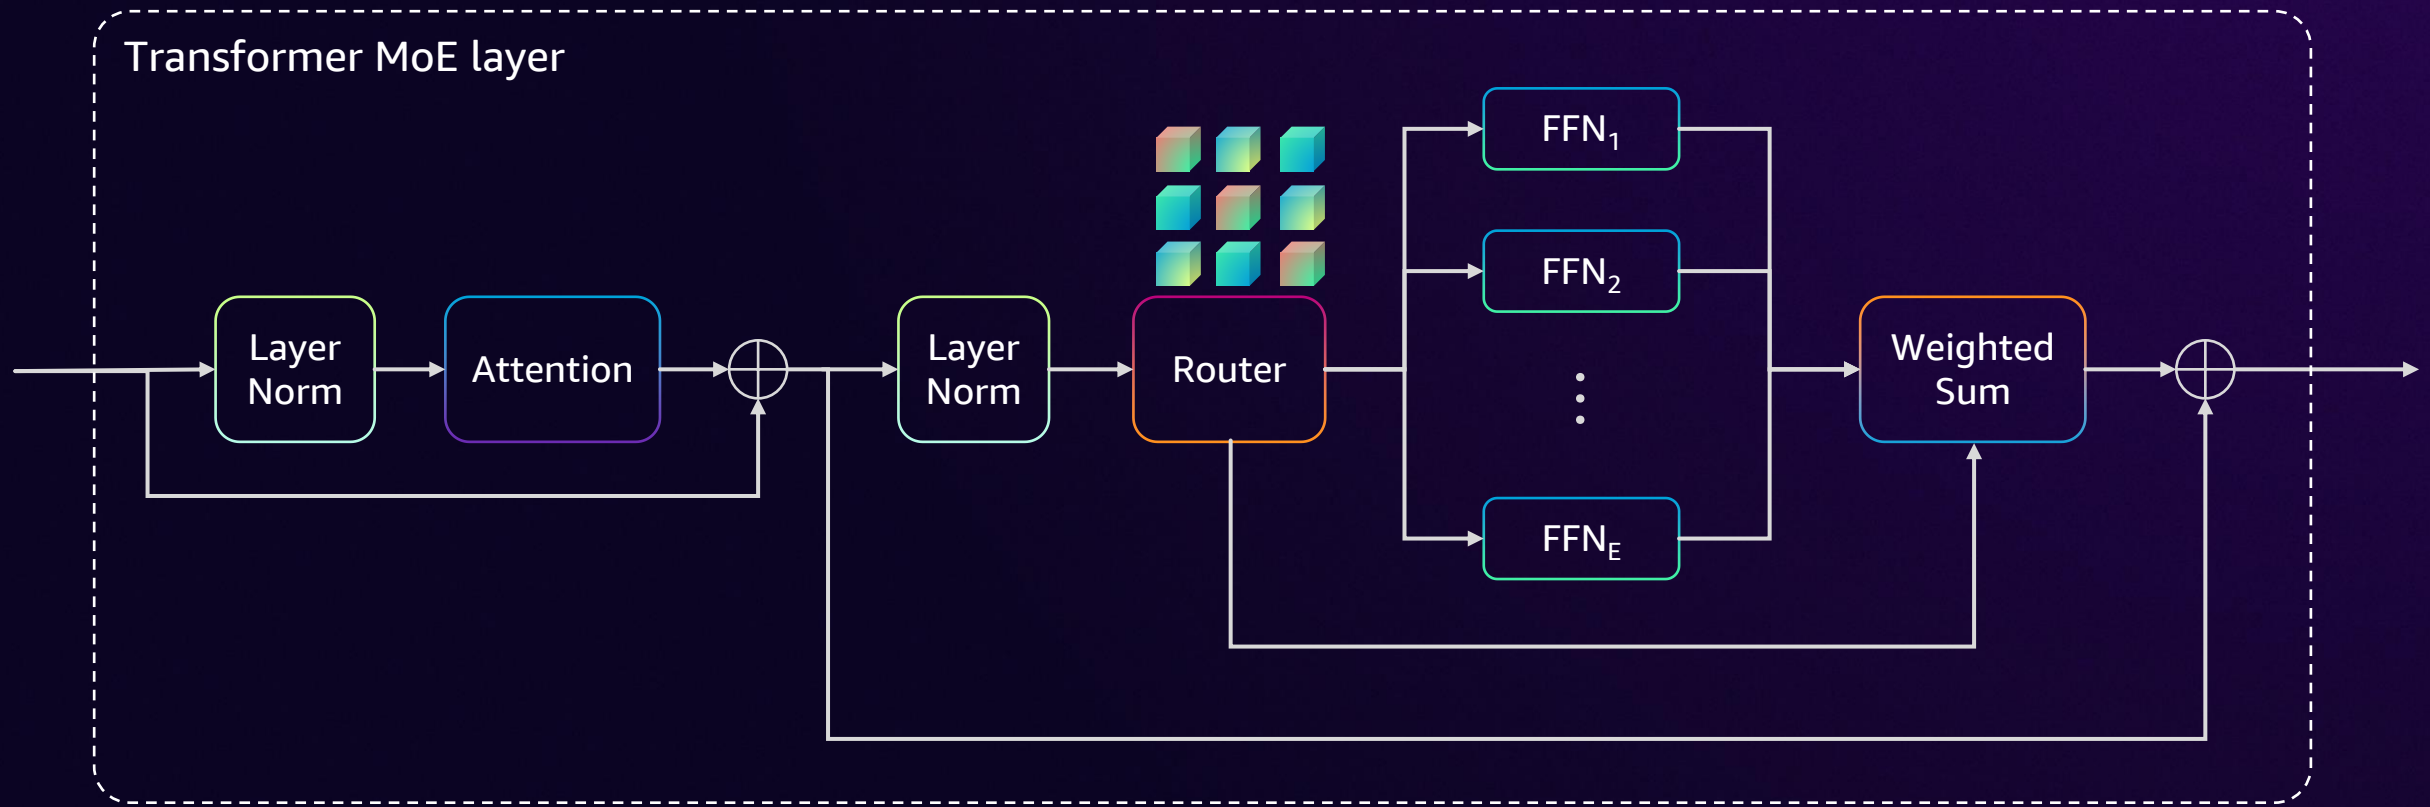 Transformer MoE layer
Layer
Norm
Attention
Layer
Norm
Router
FFN1
FFN2
FFNE
Weighted
Sum